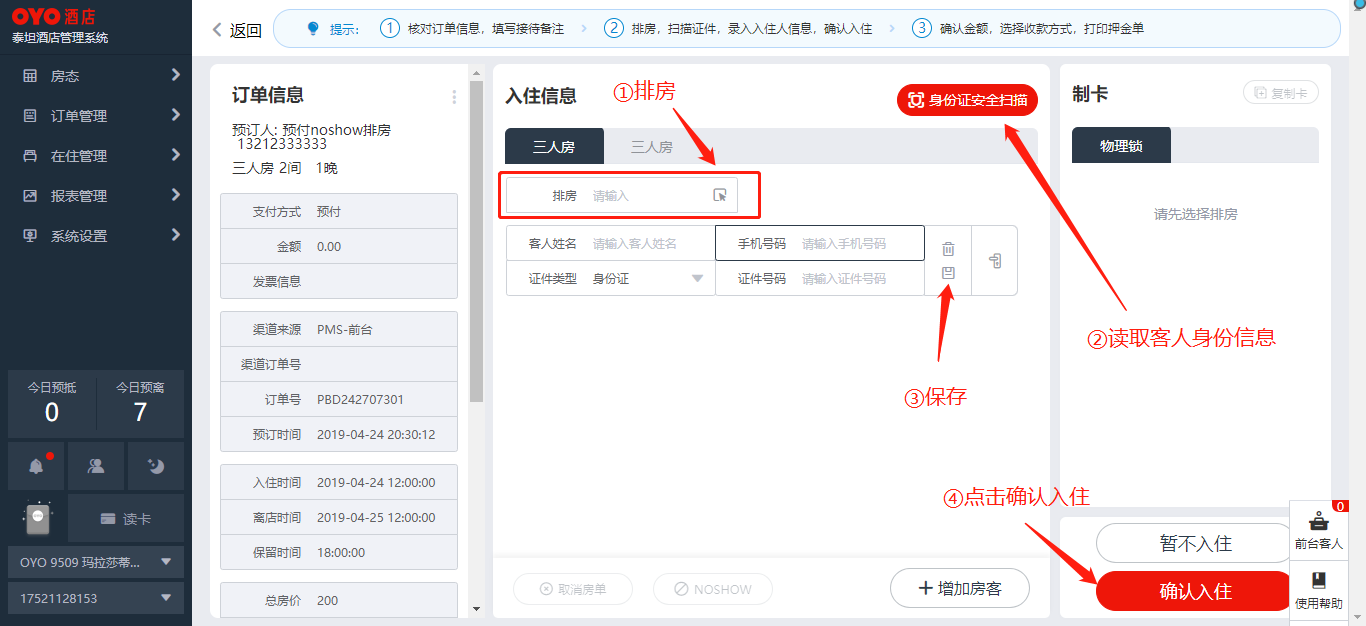 OYO 酒店
泰坦酒店管理系统
房态
订单管理
在住管理
报表管理
系统设置
今日预抵
0
今日预离
7
读卡
OYO 9509 玛拉莎蒂...
17521128153
返回
提示:
① 核对订单信息，填写接待备注
② 排房，扫描证件，录入入住人信息，确认入住
③ 确认金额，选择收款方式，打印押金单
订单信息
预订人: 预付noshow排房
13212333333
三人房 2间 1晚
支付方式 预付
金额 0.00
发票信息
渠道来源 PMS-前台
渠道订单号
订单号 PBD242707301
预订时间 2019-04-24 20:30:12
入住时间 2019-04-24 12:00:00
离店时间 2019-04-25 12:00:00
保留时间 18:00:00
总房价 200
入住信息
①排房
身份证安全扫描
三人房
三人房
排房 请输入
客人姓名 请输入客人姓名
手机号码 请输入手机号码
证件类型 身份证
证件号码 请输入证件号码
②读取客人身份信息
③保存
④点击确认入住
取消房单
NOSHOW
增加房客
制卡
复制卡
物理锁
请先选择排房
暂不入住
确认入住
0
前台客人
使用帮助